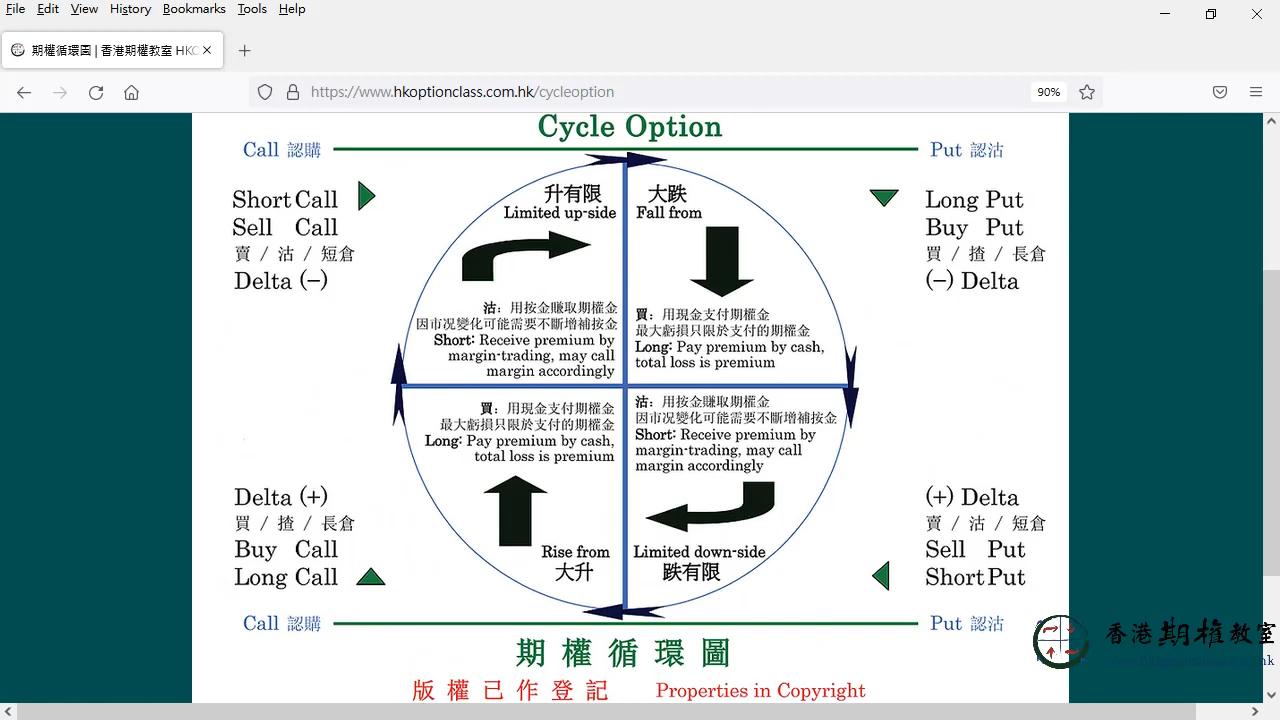 File Edit View History Bookmarks Tools Help
期權循環圖 | 香港期權教室 HKO
https://www.hkoptionclass.com.hk/cycleoption
90%
Cycle Option
Call 認購
Put 認沽
Short Call
Sell Call
賣 / 沽 / 短倉
Delta (−)
升有限
Limited up-side
沽: 用按金賺取期權金
因市况變化可能需要不斷增補按金
Short: Receive premium by
margin-trading, may call
margin accordingly
大跌
Fall from
買: 用現金支付期權金
最大虧損只限於支付的期權金
Long: Pay premium by cash,
total loss is premium
Long Put
Buy Put
買 / 揸 / 長倉
(−) Delta
買: 用現金支付期權金
最大虧損只限於支付的期權金
Long: Pay premium by cash,
total loss is premium
Rise from
大升
沽: 用按金賺取期權金
因市况變化可能需要不斷增補按金
Short: Receive premium by
margin-trading, may call
margin accordingly
Limited down-side
跌有限
Delta (+)
買 / 揸 / 長倉
Buy Call
Long Call
(+) Delta
賣 / 沽 / 短倉
Sell Put
Short Put
Call 認購
Put 認沽
期權循環圖
版權已作登記 Properties in Copyright
香港期權教室